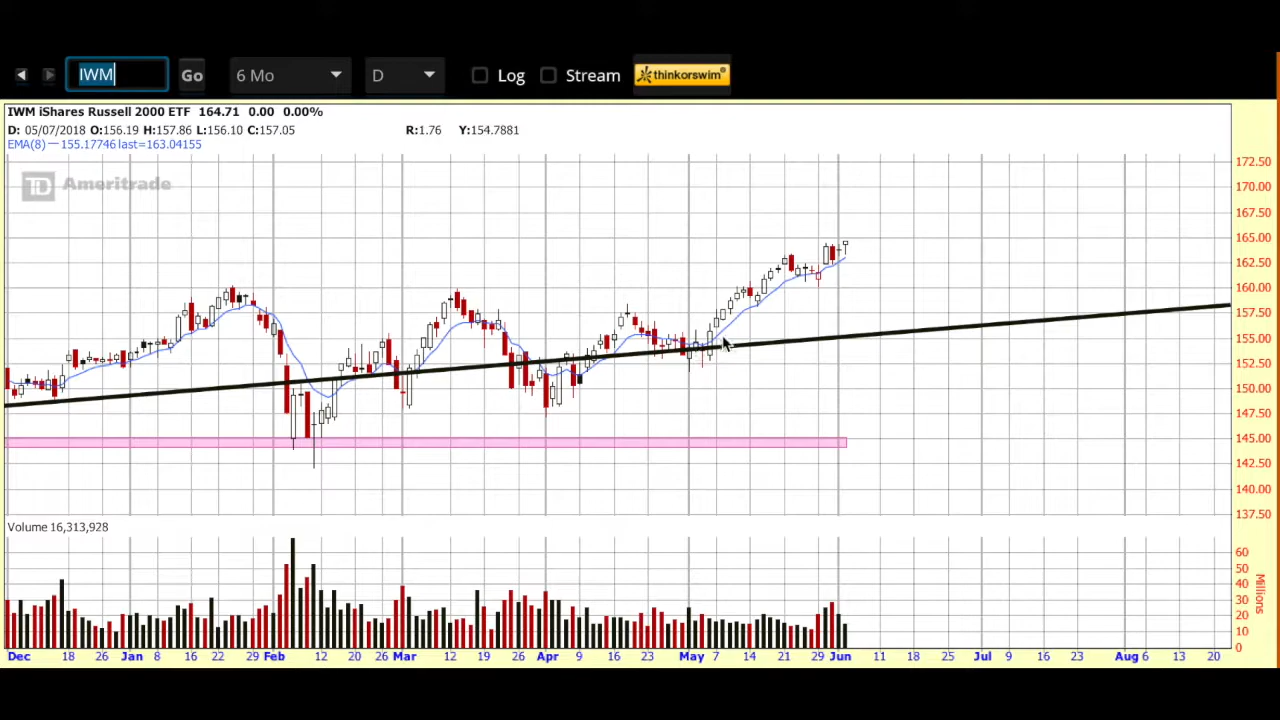 IWM Go 6 Mo D Log Stream thinkorswim
IWM iShares Russell 2000 ETF 164.71 0.00 0.00%
D: 05/07/2018 O:156.19 H:157.86 L:156.10 C:157.05 R:1.76 Y:154.7881
EMA(8) — 155.17746 last=163.04155
TD Ameritrade
172.50
170.00
167.50
165.00
162.50
160.00
157.50
155.00
152.50
150.00
147.50
145.00
142.50
140.00
137.50
Volume 16,313,928
60
50
40
30
20
10
0
Millions
Dec 18 26 Jan 8 16 22 29 Feb 12 20 26 Mar 12 19 26 Apr 9 16 23 May 7 14 21 29 Jun 11 18 25 Jul 9 16 23 Aug 6 13 20